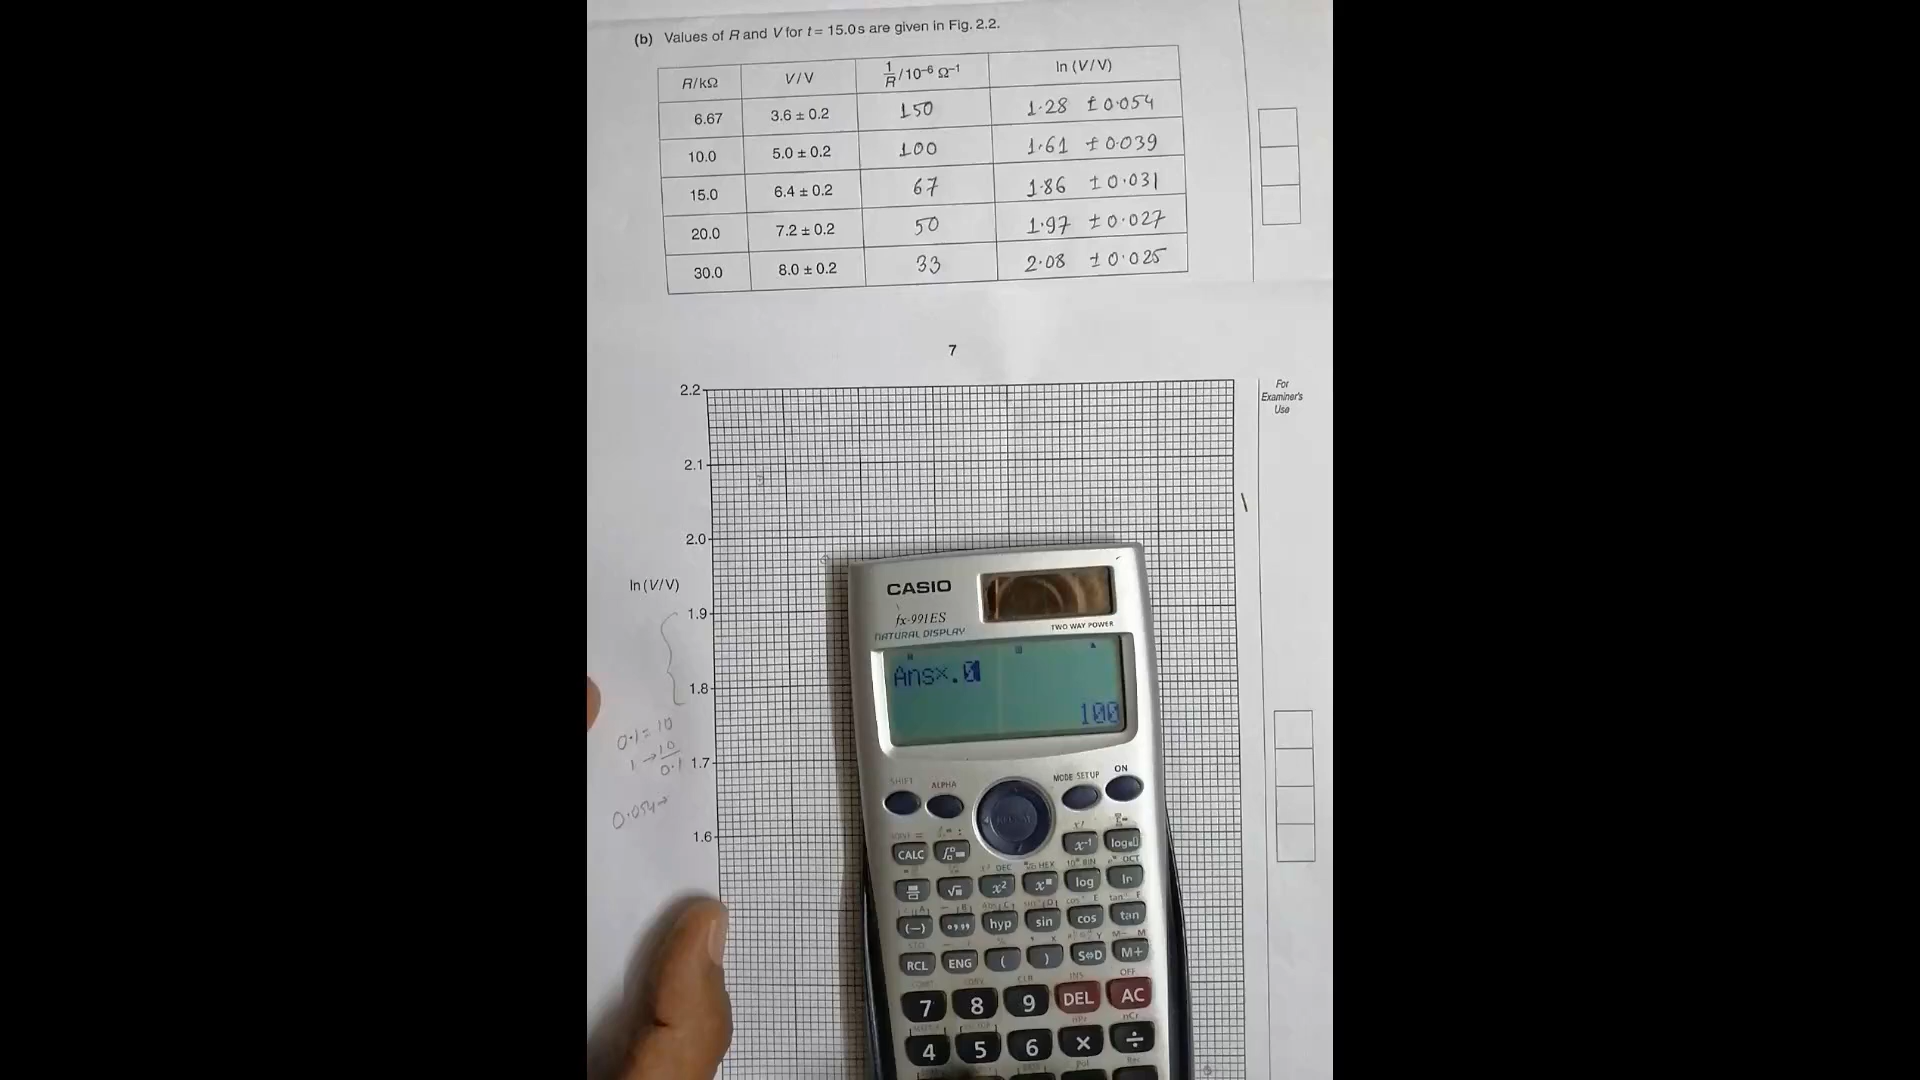 (b) Values of R and V for t = 15.0 s are given in Fig. 2.2.
R/kΩ V/V 1/R /10⁻⁶ Ω⁻¹ ln (V/V)
6.67 3.6 ± 0.2 150 1.28 ± 0.054
10.0 5.0 ± 0.2 100 1.61 ± 0.039
15.0 6.4 ± 0.2 67 1.86 ± 0.031
20.0 7.2 ± 0.2 50 1.97 ± 0.027
30.0 8.0 ± 0.2 33 2.08 ± 0.025
7
For
Examiner's
Use
2.2
2.1
2.0
ln (V/V)
1.9
1.8
1.7
1.6
0.1 = 10
1 → 10/0.1
0.054→
CASIO
fx-991ES
NATURAL DISPLAY
TWO WAY POWER
Ans×.0
100
SHIFT ALPHA MODE SETUP ON
CALC x⁻¹ log
x² log ln
(−) hyp sin cos tan
RCL ENG ( ) S⇔D M+
7 8 9 DEL AC
4 5 6 × ÷